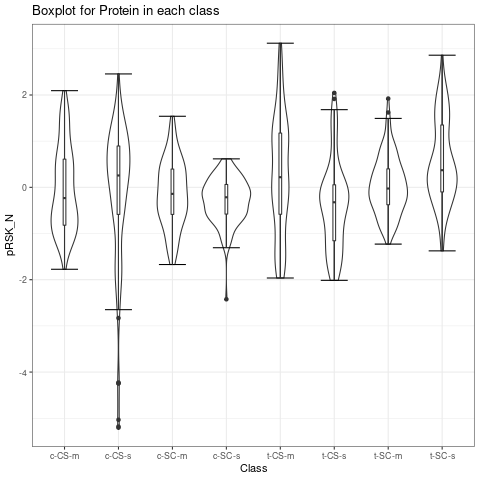 Boxplot for Protein in each class
pRSK_N
2
0
-2
-4
c-CS-m c-CS-s c-SC-m c-SC-s t-CS-m t-CS-s t-SC-m t-SC-s
Class